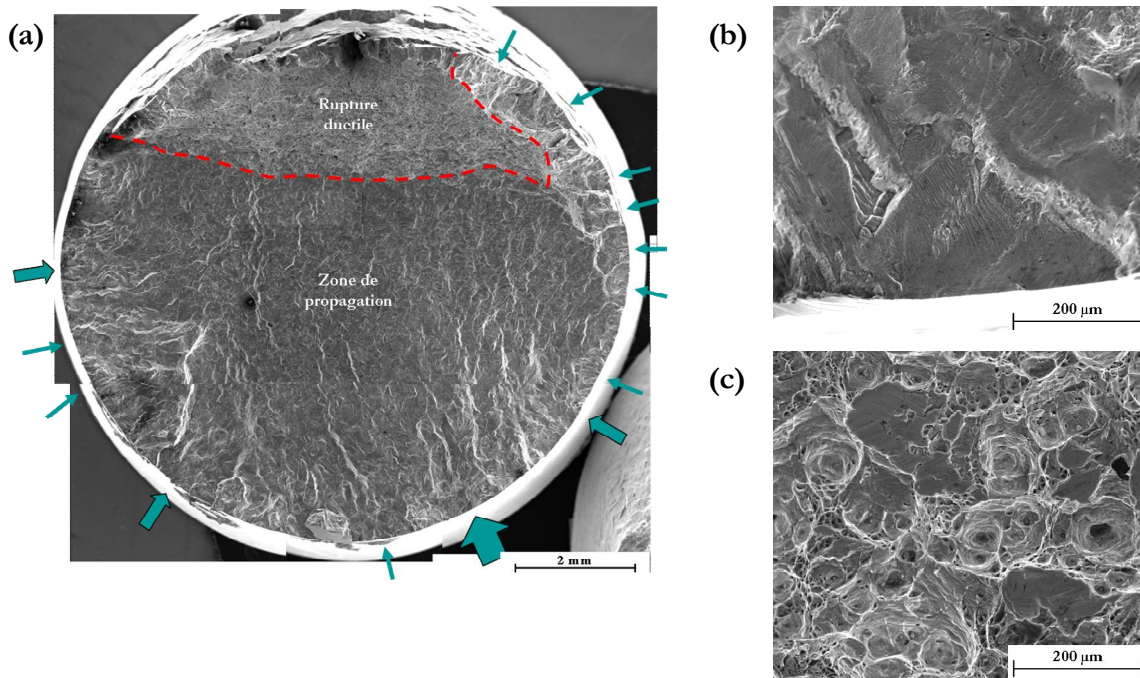 (a)
Rupture
ductile
Zone de
propagation
2 mm
(b)
200 µm
(c)
200 µm